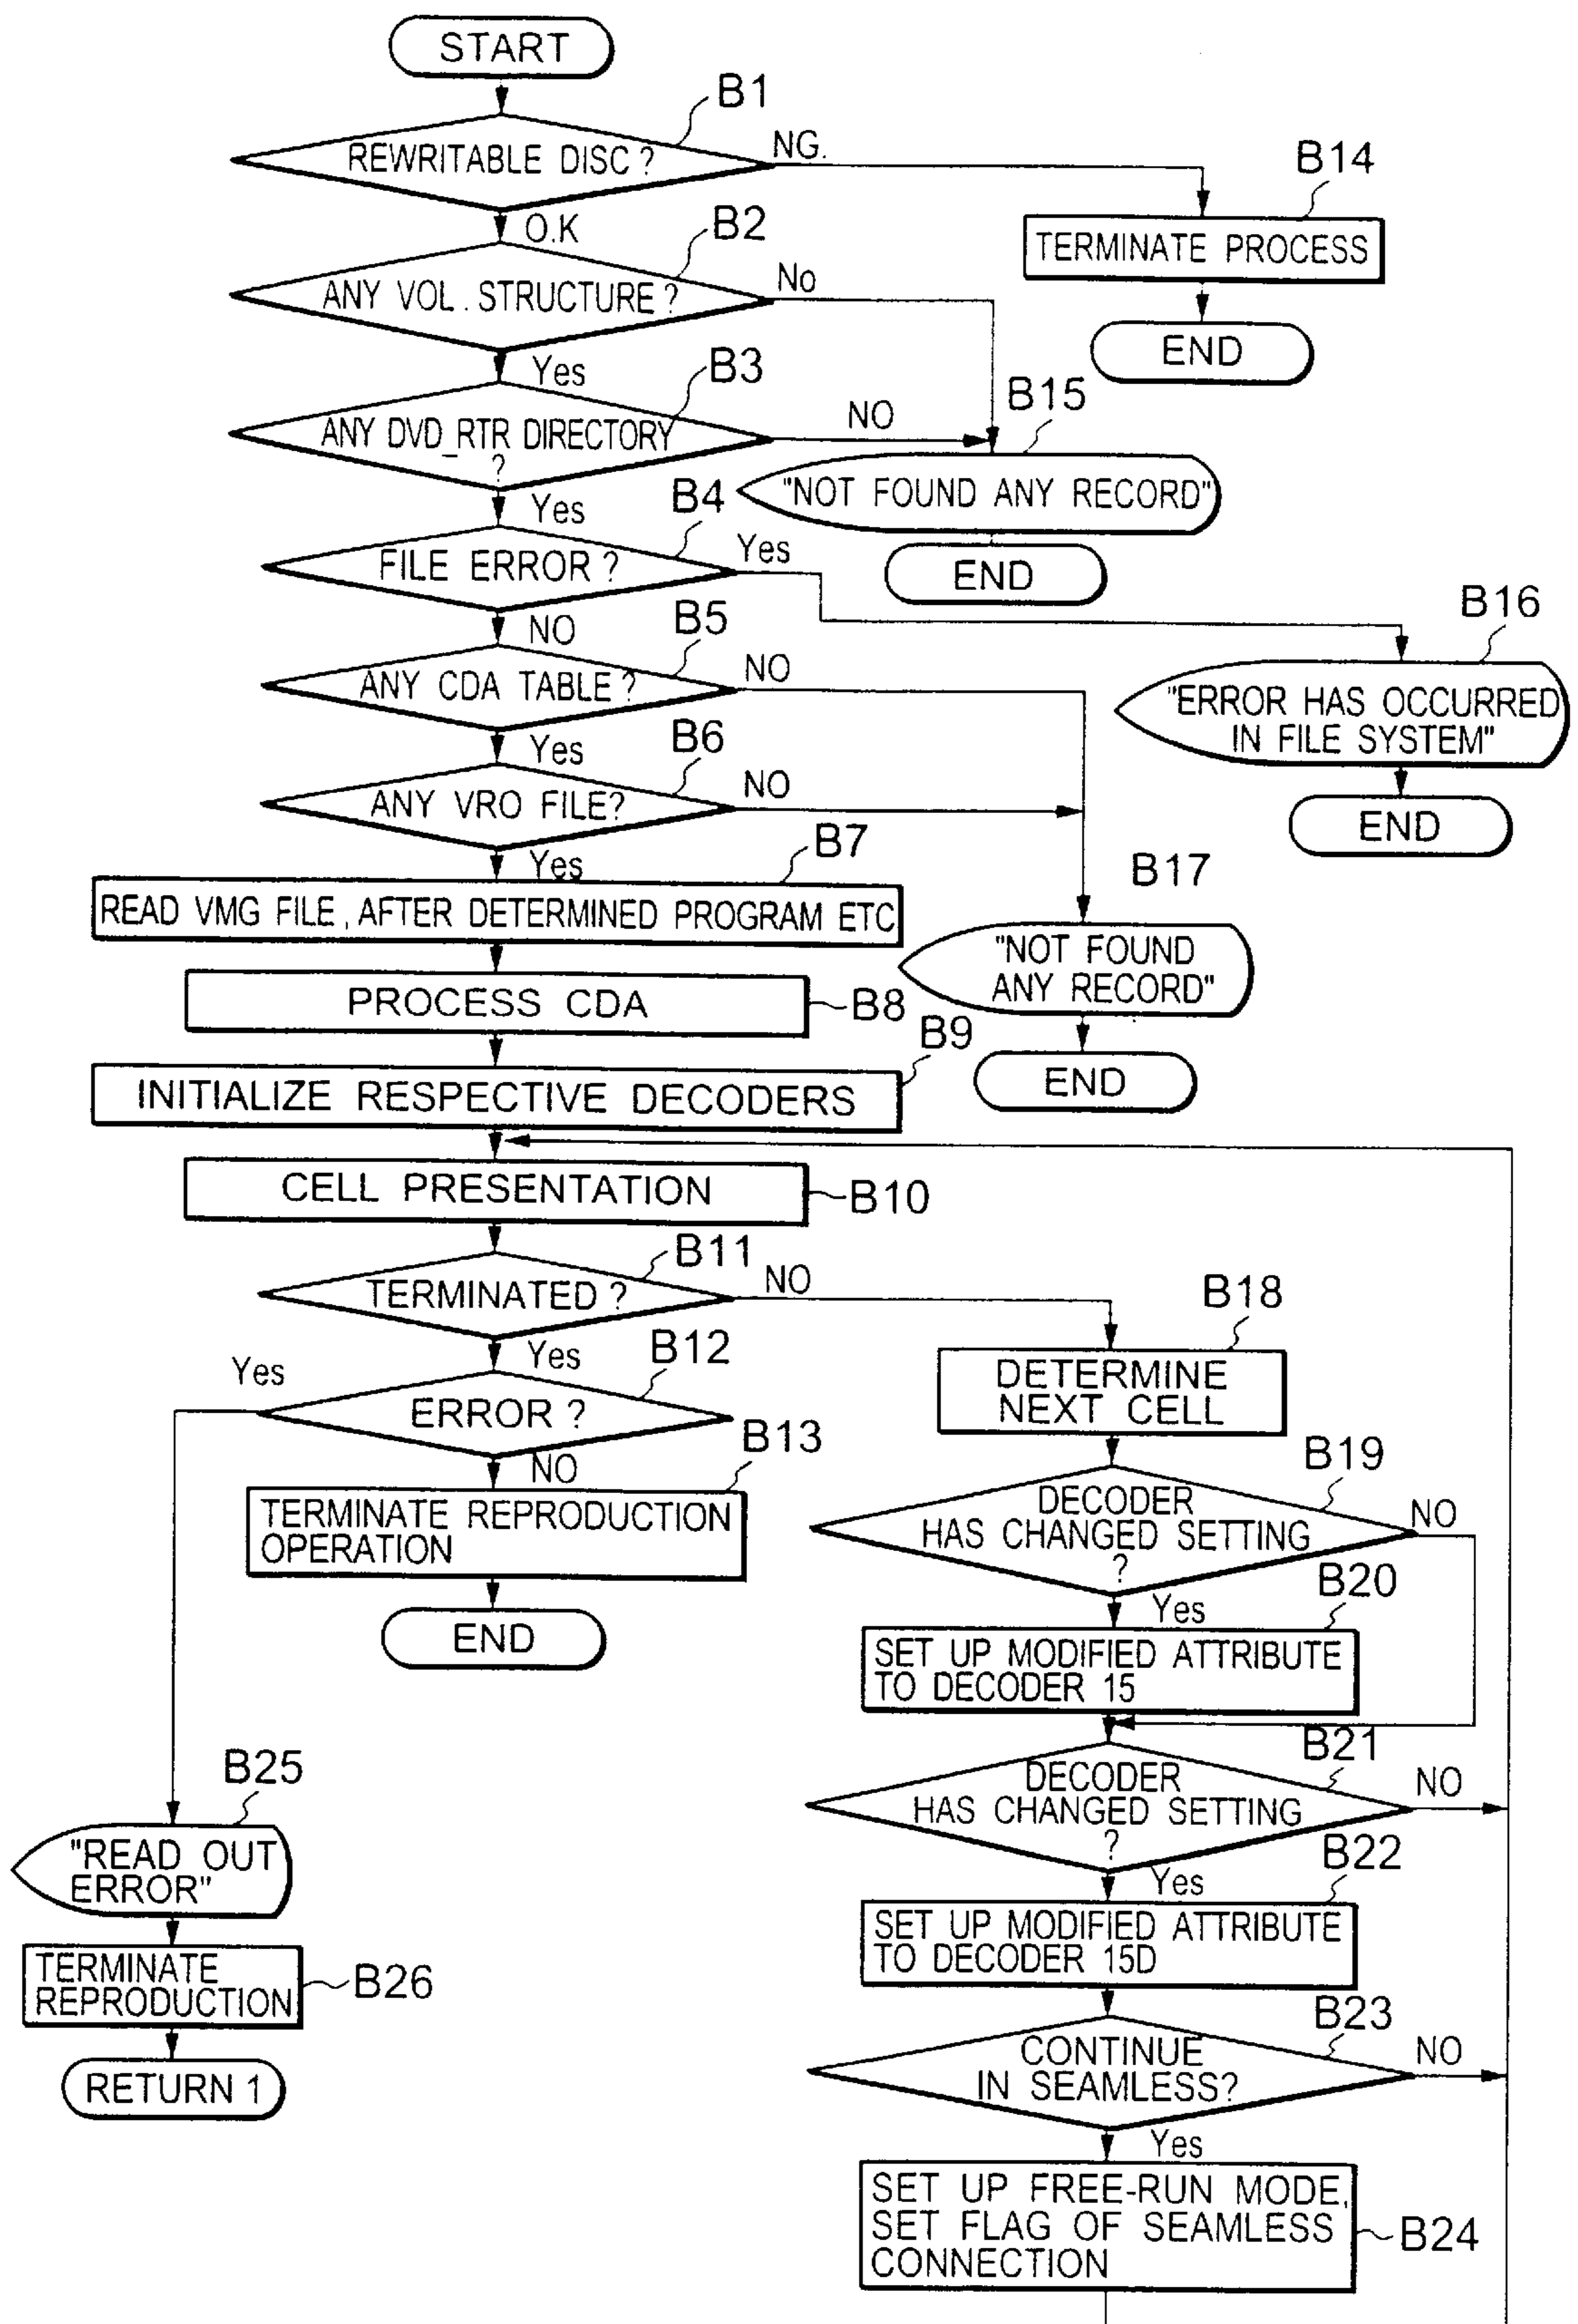 START
B1
REWRITABLE DISC?
NG.
B14
TERMINATE PROCESS
END
O.K
B2
ANY VOL. STRUCTURE?
No
Yes
B3
ANY DVD_RTR DIRECTORY
?
NO
B15
"NOT FOUND ANY RECORD"
END
Yes
B4
FILE ERROR?
Yes
B16
"ERROR HAS OCCURRED
IN FILE SYSTEM"
END
NO
B5
ANY CDA TABLE?
NO
Yes
B6
ANY VRO FILE?
NO
B17
"NOT FOUND
ANY RECORD"
END
Yes
B7
READ VMG FILE, AFTER DETERMINED PROGRAM ETC
PROCESS CDA
B8
B9
INITIALIZE RESPECTIVE DECODERS
CELL PRESENTATION
B10
B11
TERMINATED?
NO
Yes
B12
ERROR?
Yes
NO
B13
TERMINATE REPRODUCTION
OPERATION
END
B18
DETERMINE
NEXT CELL
B19
DECODER
HAS CHANGED SETTING
?
NO
Yes
B20
SET UP MODIFIED ATTRIBUTE
TO DECODER 15
B21
DECODER
HAS CHANGED SETTING
?
NO
Yes
B22
SET UP MODIFIED ATTRIBUTE
TO DECODER 15D
B23
CONTINUE
IN SEAMLESS?
NO
Yes
SET UP FREE-RUN MODE,
SET FLAG OF SEAMLESS
CONNECTION
B24
B25
"READ OUT
ERROR"
TERMINATE
REPRODUCTION
B26
RETURN 1